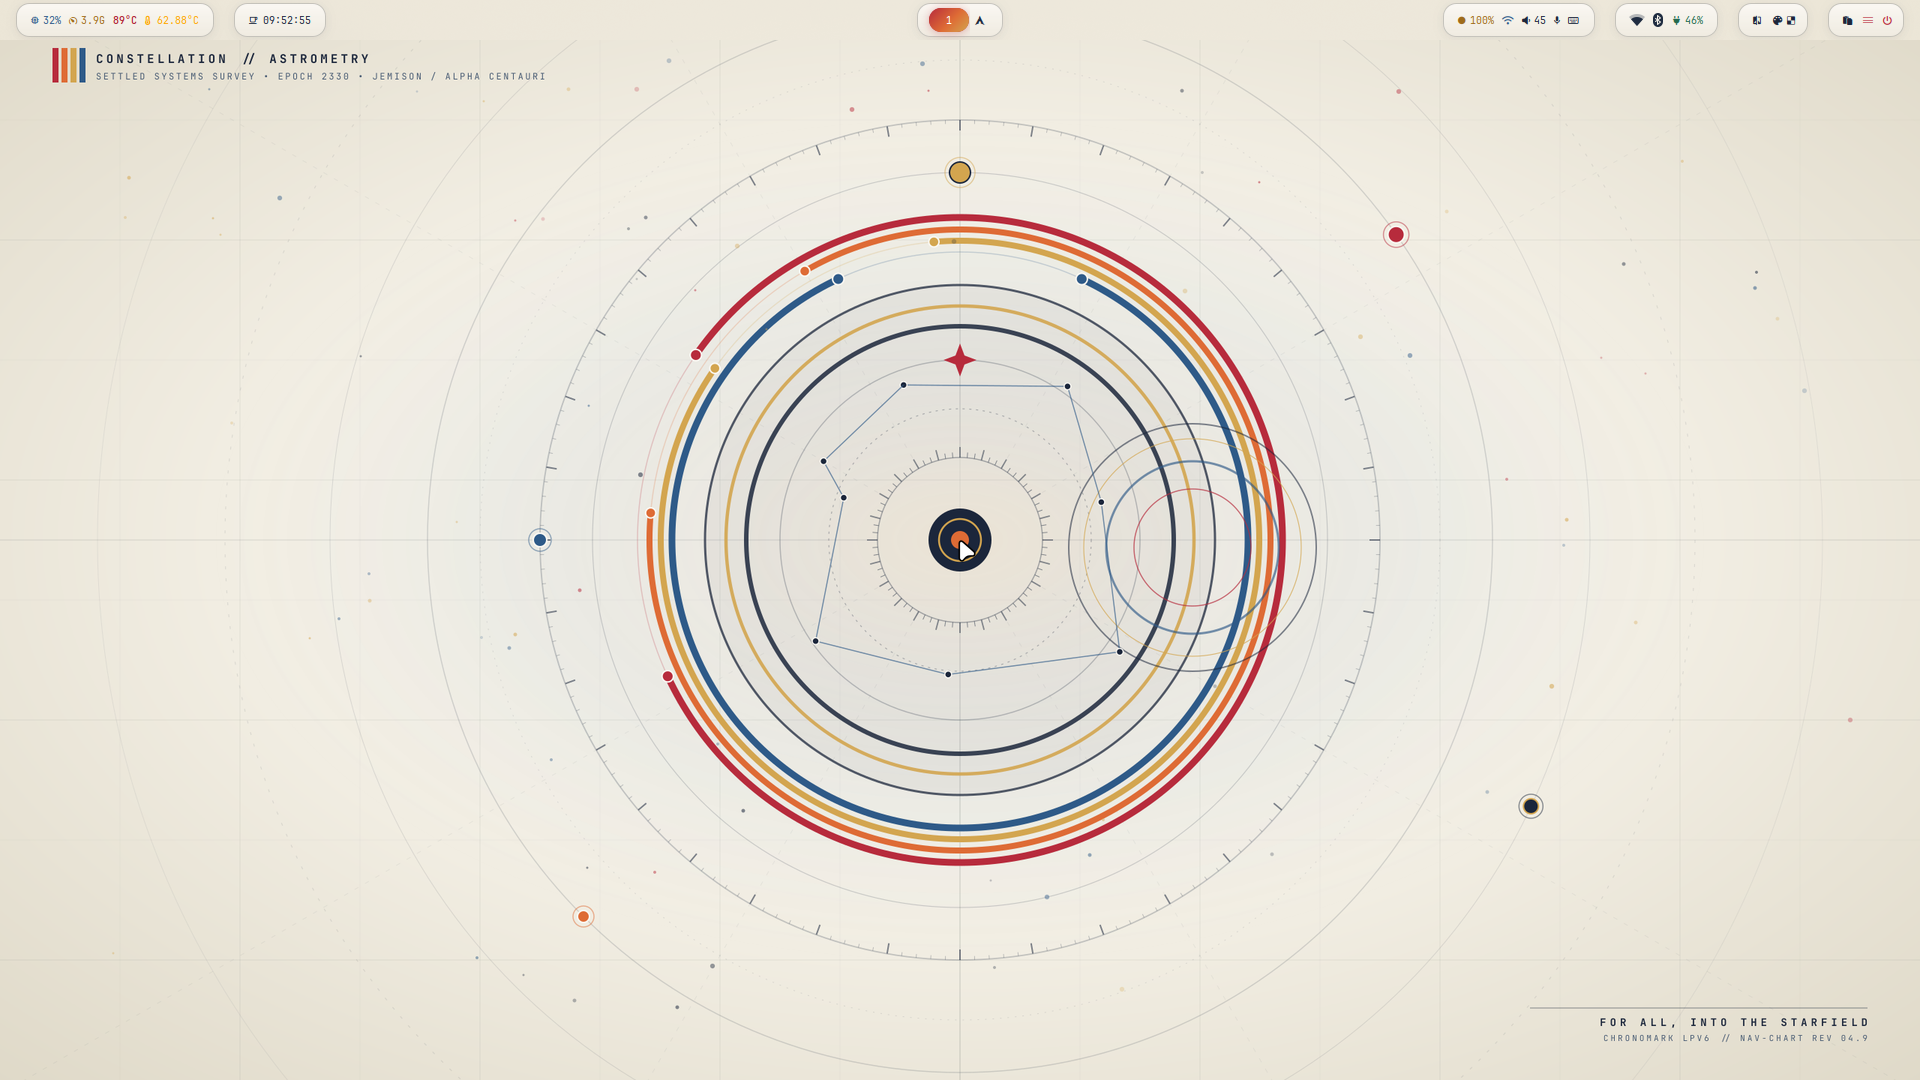 32% 3.9G 89°C 62.88°C
09:52:55
1
100% 45
46%
CONSTELLATION // ASTROMETRY
SETTLED SYSTEMS SURVEY • EPOCH 2330 • JEMISON / ALPHA CENTAURI
FOR ALL, INTO THE STARFIELD
CHRONOMARK LPV6 // NAV-CHART REV 04.9